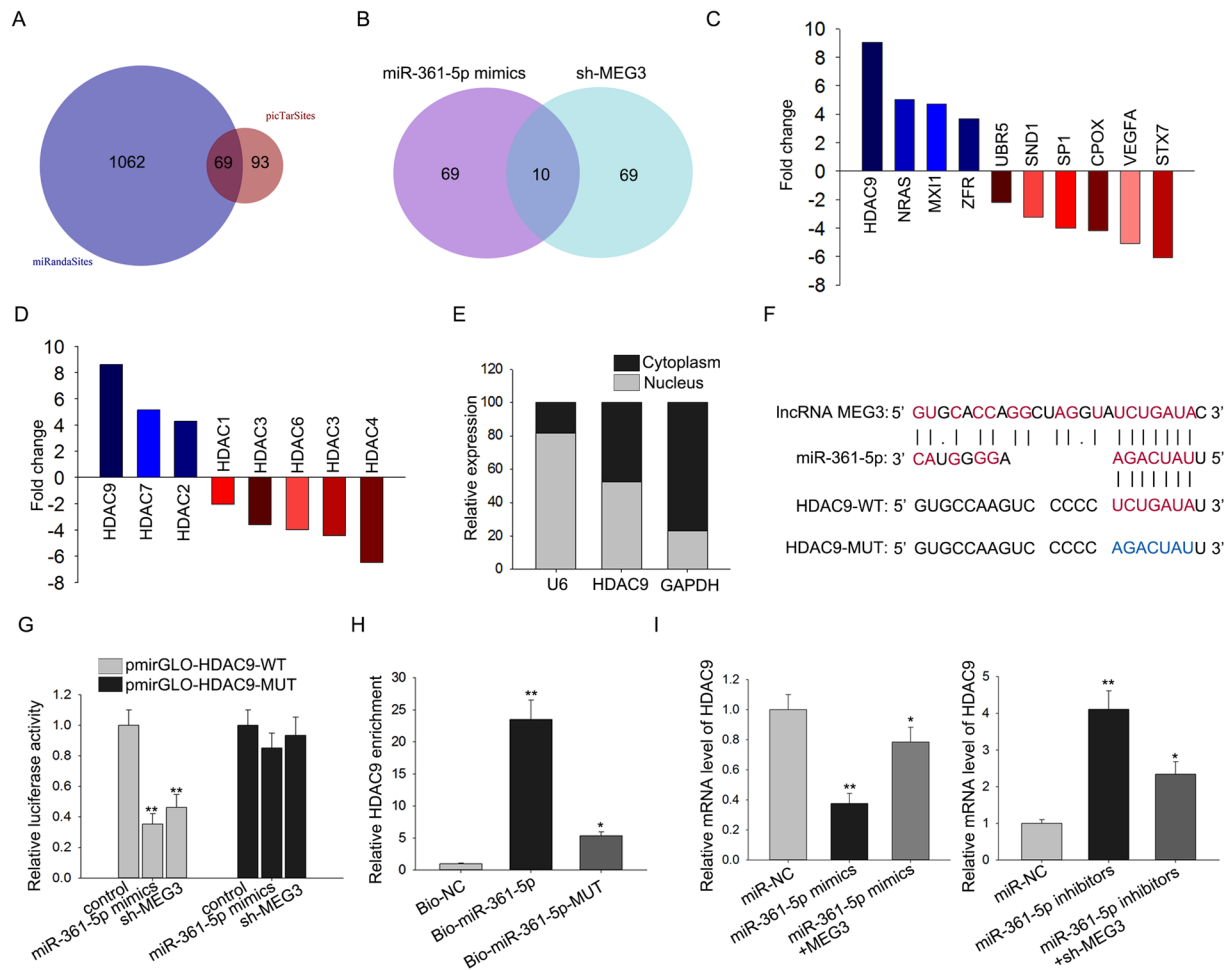 A
1062
69
93
picTarSites
miRandaSites
B
miR-361-5p mimics
sh-MEG3
69
10
69
C
Fold change
10
8
6
4
2
0
-2
-4
-6
-8
HDAC9
NRAS
MXI1
ZFR
UBR5
SND1
SP1
CPOX
VEGFA
STX7
D
Fold change
10
8
6
4
2
0
-2
-4
-6
-8
HDAC9
HDAC7
HDAC2
HDAC1
HDAC3
HDAC6
HDAC3
HDAC4
E
Cytoplasm
Nucleus
Relative expression
120
100
80
60
40
20
0
U6
HDAC9
GAPDH
F
lncRNA MEG3: 5' GUGCACCAGGCUAGGUAUCUGAUAC 3'
miR-361-5p: 3' CAUGGGGA AGACUAUU 5'
HDAC9-WT: 5' GUGCCAAGUC CCCC UCUGAUAU 3'
HDAC9-MUT: 5' GUGCCAAGUC CCCC AGACUAUU 3'
G
pmirGLO-HDAC9-WT
pmirGLO-HDAC9-MUT
Relative luciferase activity
1.2
1.0
0.8
0.6
0.4
0.2
0.0
**
**
control
miR-361-5p mimics
sh-MEG3
control
miR-361-5p mimics
sh-MEG3
H
Relative HDAC9 enrichment
30
25
20
15
10
5
0
**
*
Bio-NC
Bio-miR-361-5p
Bio-miR-361-5p-MUT
I
Relative mRNA level of HDAC9
1.2
1.0
0.8
0.6
0.4
0.2
0.0
**
*
miR-NC
miR-361-5p mimics
miR-361-5p mimics
+MEG3
Relative mRNA level of HDAC9
5
4
3
2
1
0
**
*
miR-NC
miR-361-5p inhibitors
miR-361-5p inhibitors
+sh-MEG3